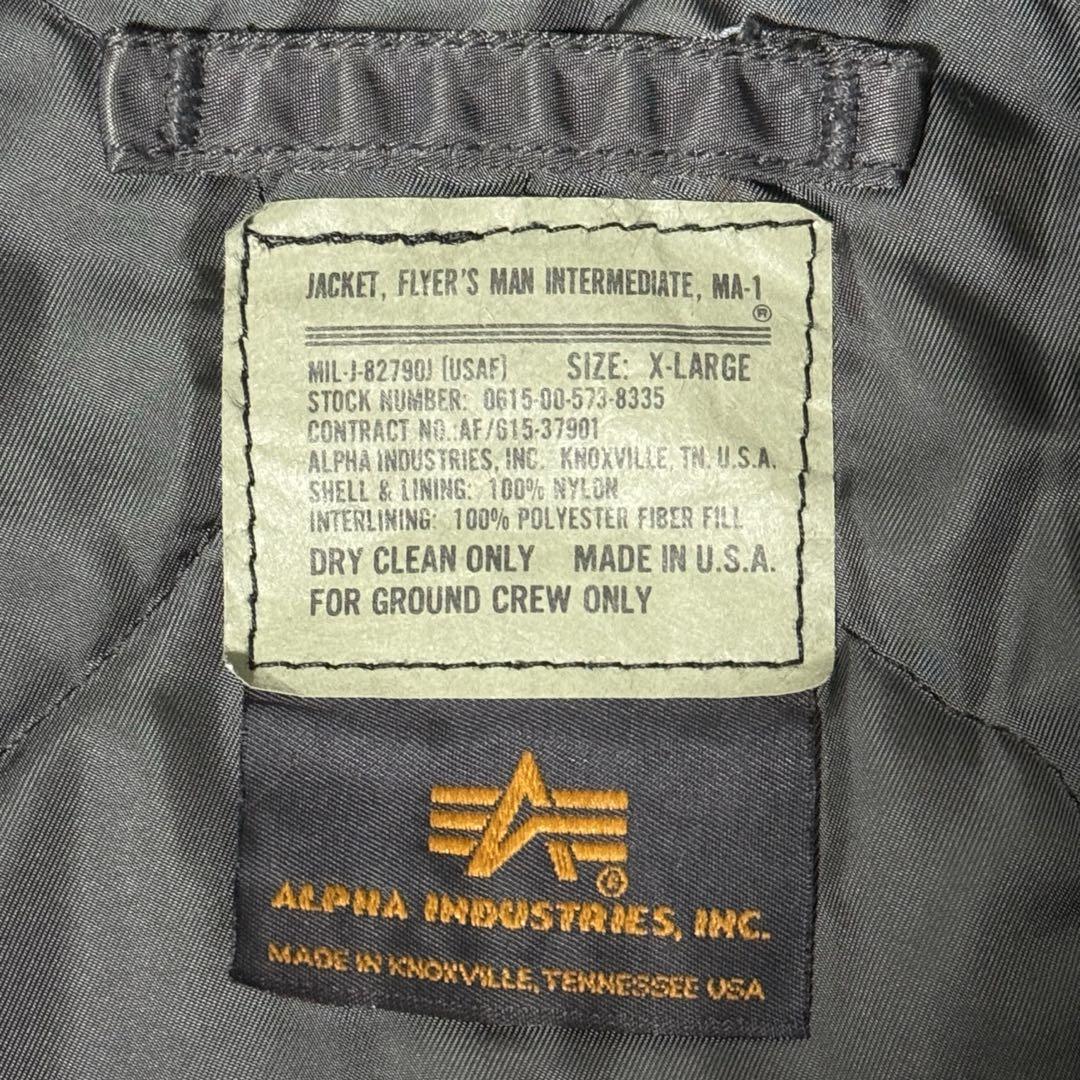 JACKET, FLYER'S MAN INTERMEDIATE, MA-1
®
MIL-J-82790J (USAF) SIZE: X-LARGE
STOCK NUMBER: 0615-00-573-8335
CONTRACT NO.:AF/615-37901
ALPHA INDUSTRIES, INC. KNOXVILLE, TN. U.S.A.
SHELL & LINING: 100% NYLON
INTERLINING: 100% POLYESTER FIBER FILL
DRY CLEAN ONLY MADE IN U.S.A.
FOR GROUND CREW ONLY
®
ALPHA INDUSTRIES, INC.
MADE IN KNOXVILLE, TENNESSEE USA